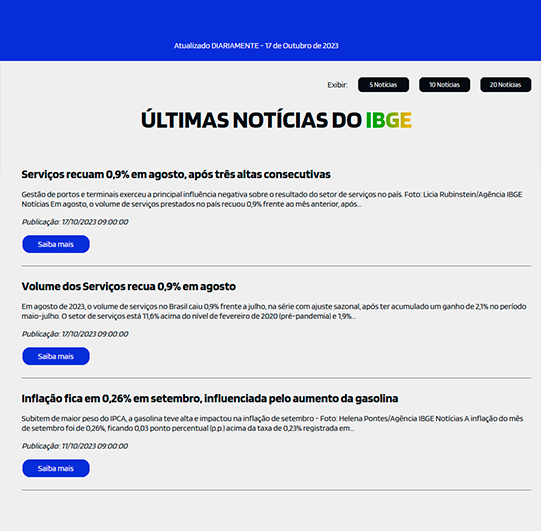 Atualizado DIARIAMENTE - 17 de Outubro de 2023
Exibir: 5 Notícias 10 Notícias 20 Notícias
ÚLTIMAS NOTÍCIAS DO IBGE
Serviços recuam 0,9% em agosto, após três altas consecutivas
Gestão de portos e terminais exerceu a principal influência negativa sobre o resultado do setor de serviços no país. Foto: Licia Rubinstein/Agência IBGE
Notícias Em agosto, o volume de serviços prestados no país recuou 0,9% frente ao mês anterior, após...
Publicação: 17/10/2023 09:00:00
Saiba mais
Volume dos Serviços recua 0,9% em agosto
Em agosto de 2023, o volume de serviços no Brasil caiu 0,9% frente a julho, na série com ajuste sazonal, após ter acumulado um ganho de 2,1% no período
maio-julho. O setor de serviços está 11,6% acima do nível de fevereiro de 2020 (pré-pandemia) e 1,9%...
Publicação: 17/10/2023 09:00:00
Saiba mais
Inflação fica em 0,26% em setembro, influenciada pelo aumento da gasolina
Subitem de maior peso do IPCA, a gasolina teve alta e impactou na inflação de setembro - Foto: Helena Pontes/Agência IBGE Notícias A inflação do mês
de setembro foi de 0,26%, ficando 0,03 ponto percentual (p.p.) acima da taxa de 0,23% registrada em...
Publicação: 11/10/2023 09:00:00
Saiba mais